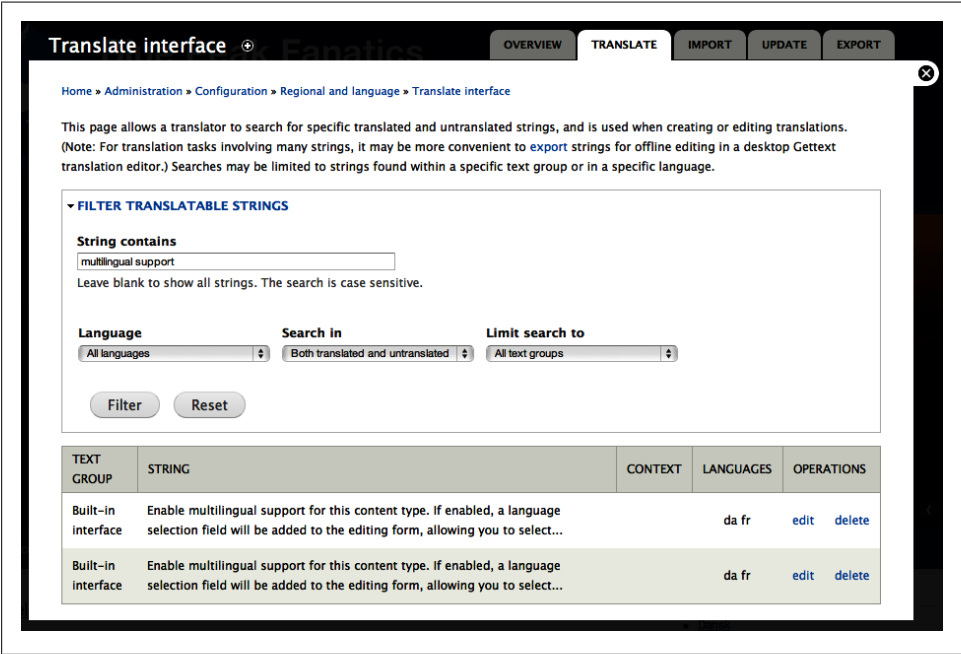 Translate interface
OVERVIEW
TRANSLATE
IMPORT
UPDATE
EXPORT
Home » Administration » Configuration » Regional and language » Translate interface
This page allows a translator to search for specific translated and untranslated strings, and is used when creating or editing translations.
(Note: For translation tasks involving many strings, it may be more convenient to export strings for offline editing in a desktop Gettext
translation editor.) Searches may be limited to strings found within a specific text group or in a specific language.
FILTER TRANSLATABLE STRINGS
String contains
multilingual support
Leave blank to show all strings. The search is case sensitive.
Language Search in Limit search to
All languages Both translated and untranslated All text groups
Filter Reset
TEXT
GROUP
STRING
CONTEXT
LANGUAGES
OPERATIONS
Built-in
interface
Enable multilingual support for this content type. If enabled, a language
selection field will be added to the editing form, allowing you to select...
da fr
edit delete
Built-in
interface
Enable multilingual support for this content type. If enabled, a language
selection field will be added to the editing form, allowing you to select...
da fr
edit delete